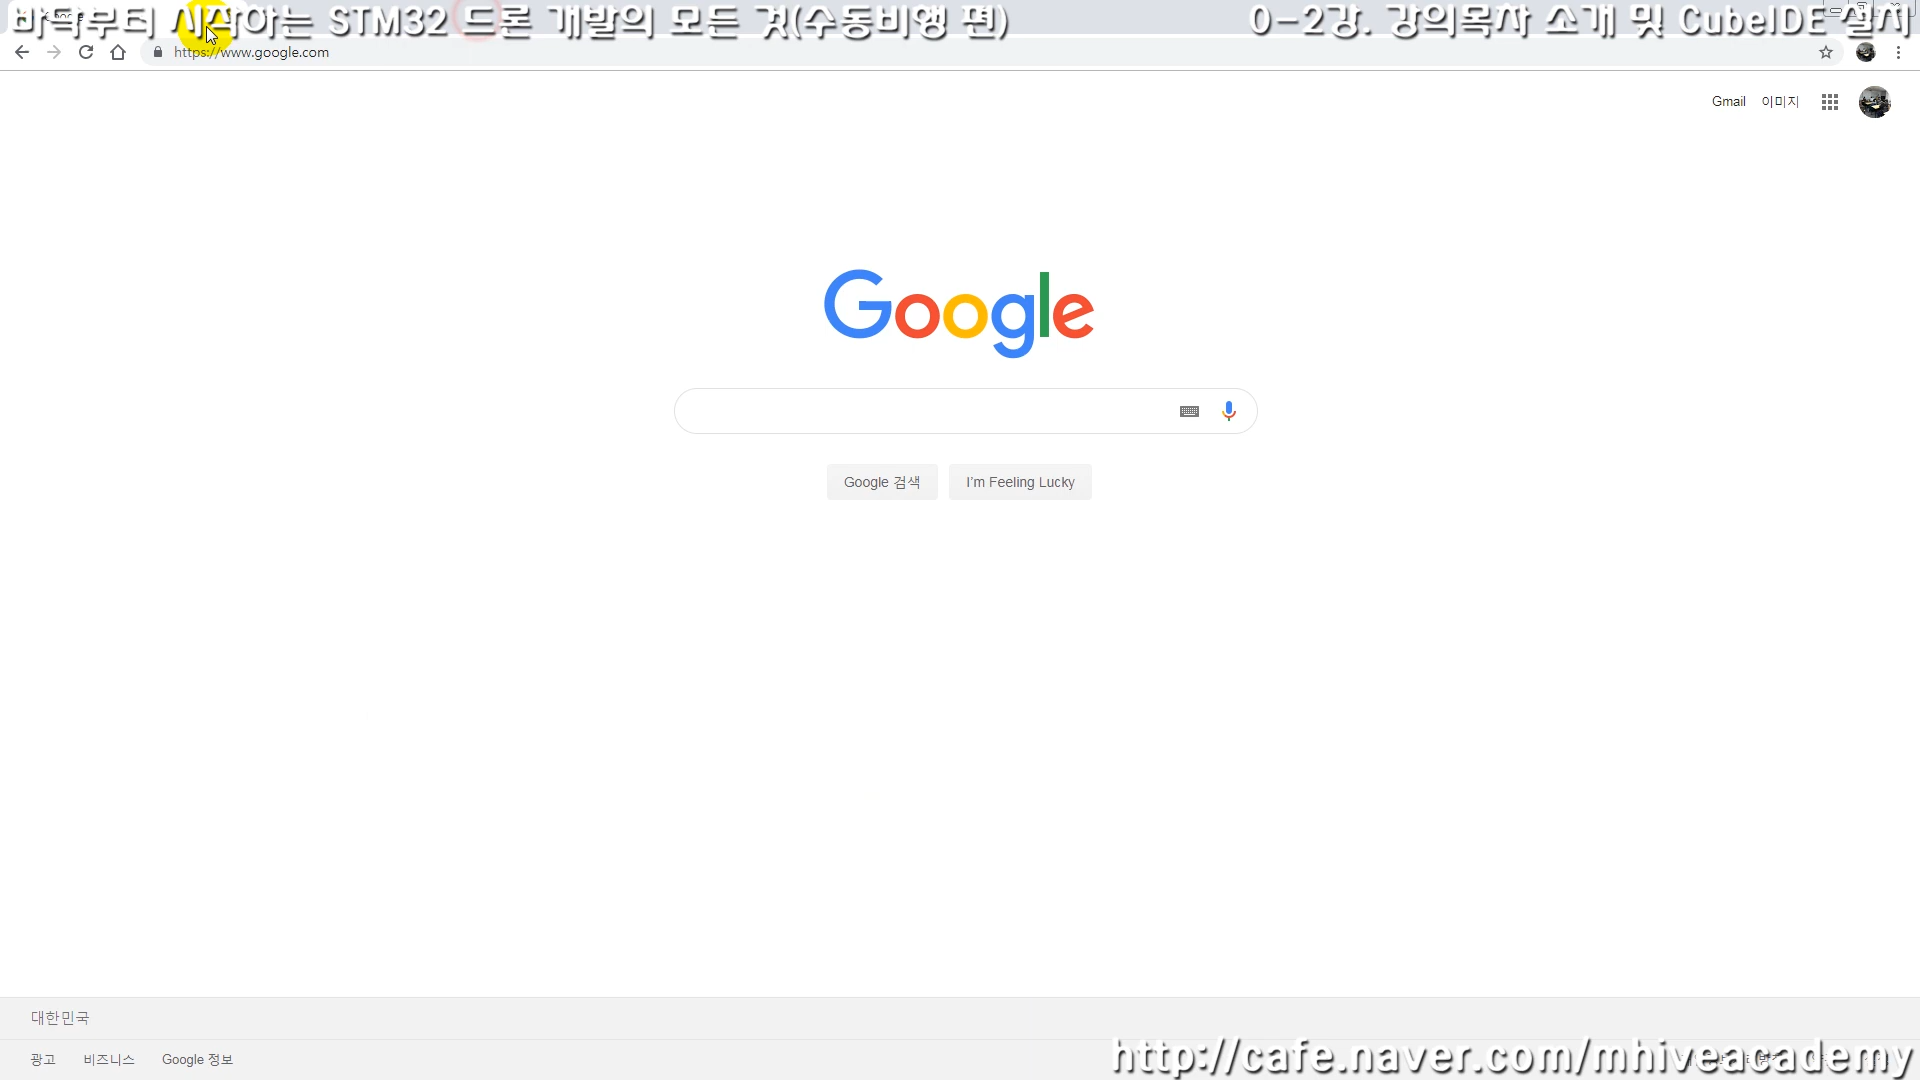 바닥부터 시작하는 STM32 드론 개발의 모든 것(수동비행 편)
0-2강. 강의목차 소개 및 CubeIDE 설치
https://www.google.com
Gmail 이미지
Google
Google 검색 I'm Feeling Lucky
대한민국
광고 비즈니스 Google 정보
http://cafe.naver.com/mhiveacademy